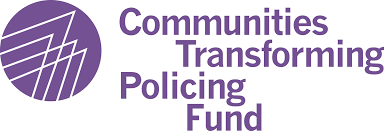 Communities
Transforming
Policing
Fund